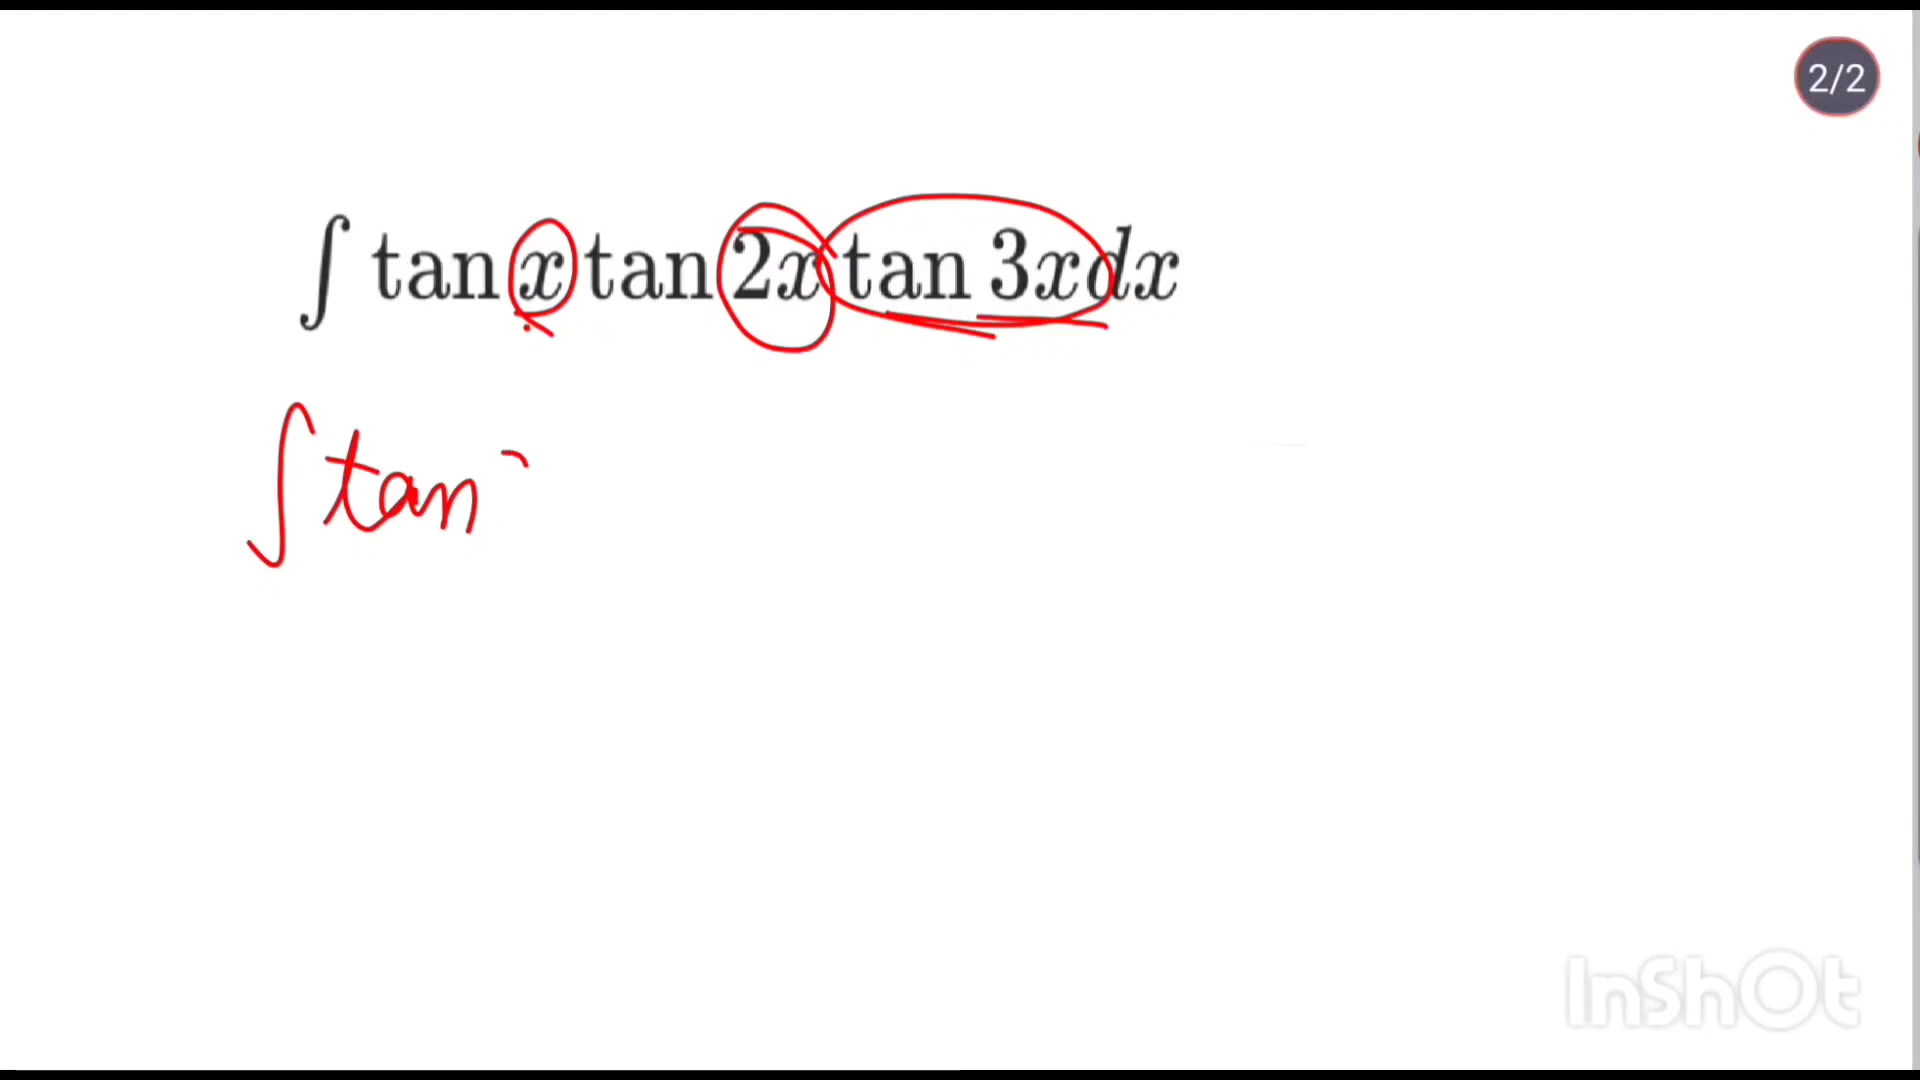 2/2
∫ tan x tan 2x tan 3x dx
∫ tan
InShOt